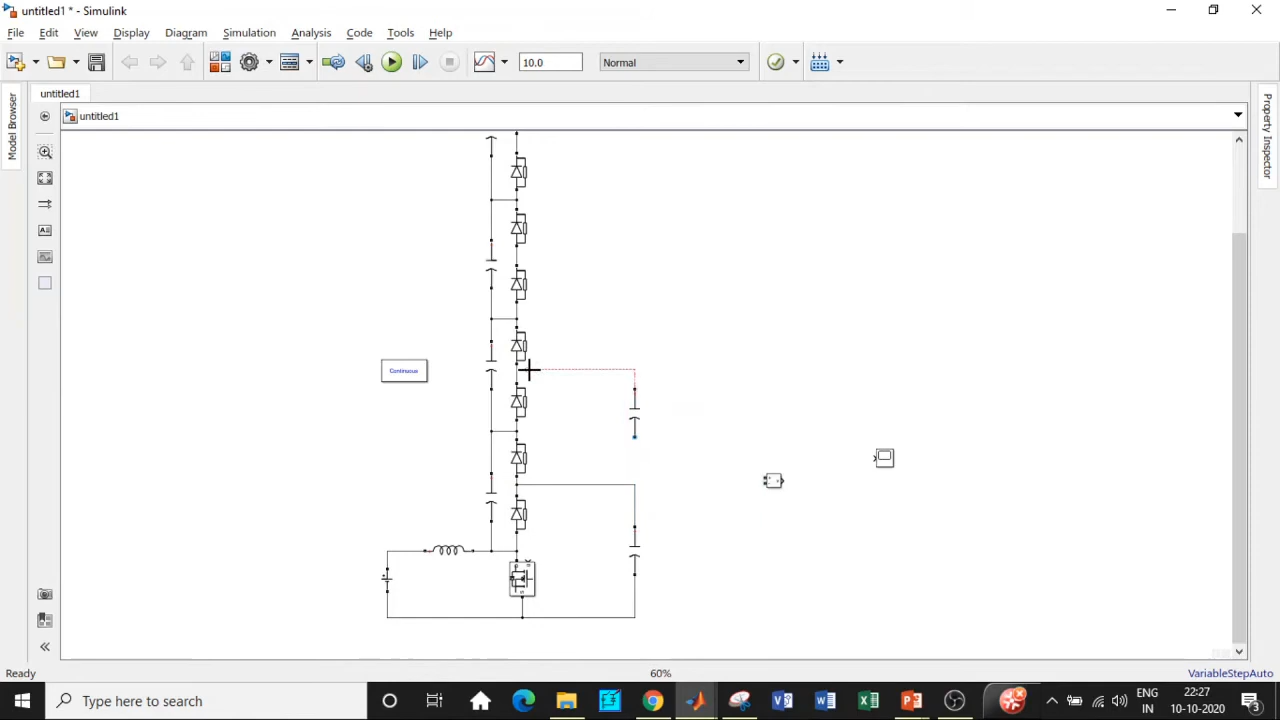 untitled1 * - Simulink
File Edit View Display Diagram Simulation Analysis Code Tools Help
10.0
Normal
untitled1
untitled1
Model Browser
Property Inspector
Continuous
Ready
60%
VariableStepAuto
Type here to search
ENG
IN
22:27
10-10-2020
3